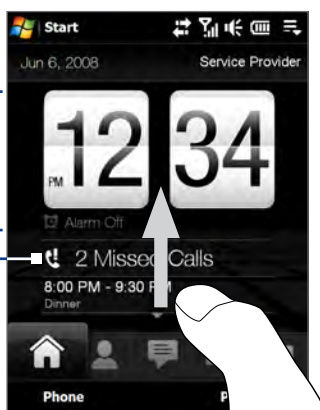 Start
Jun 6, 2008 Service Provider
12 34
PM
Alarm Off
2 Missed Calls
8:00 PM - 9:30 PM
Dinner
Phone